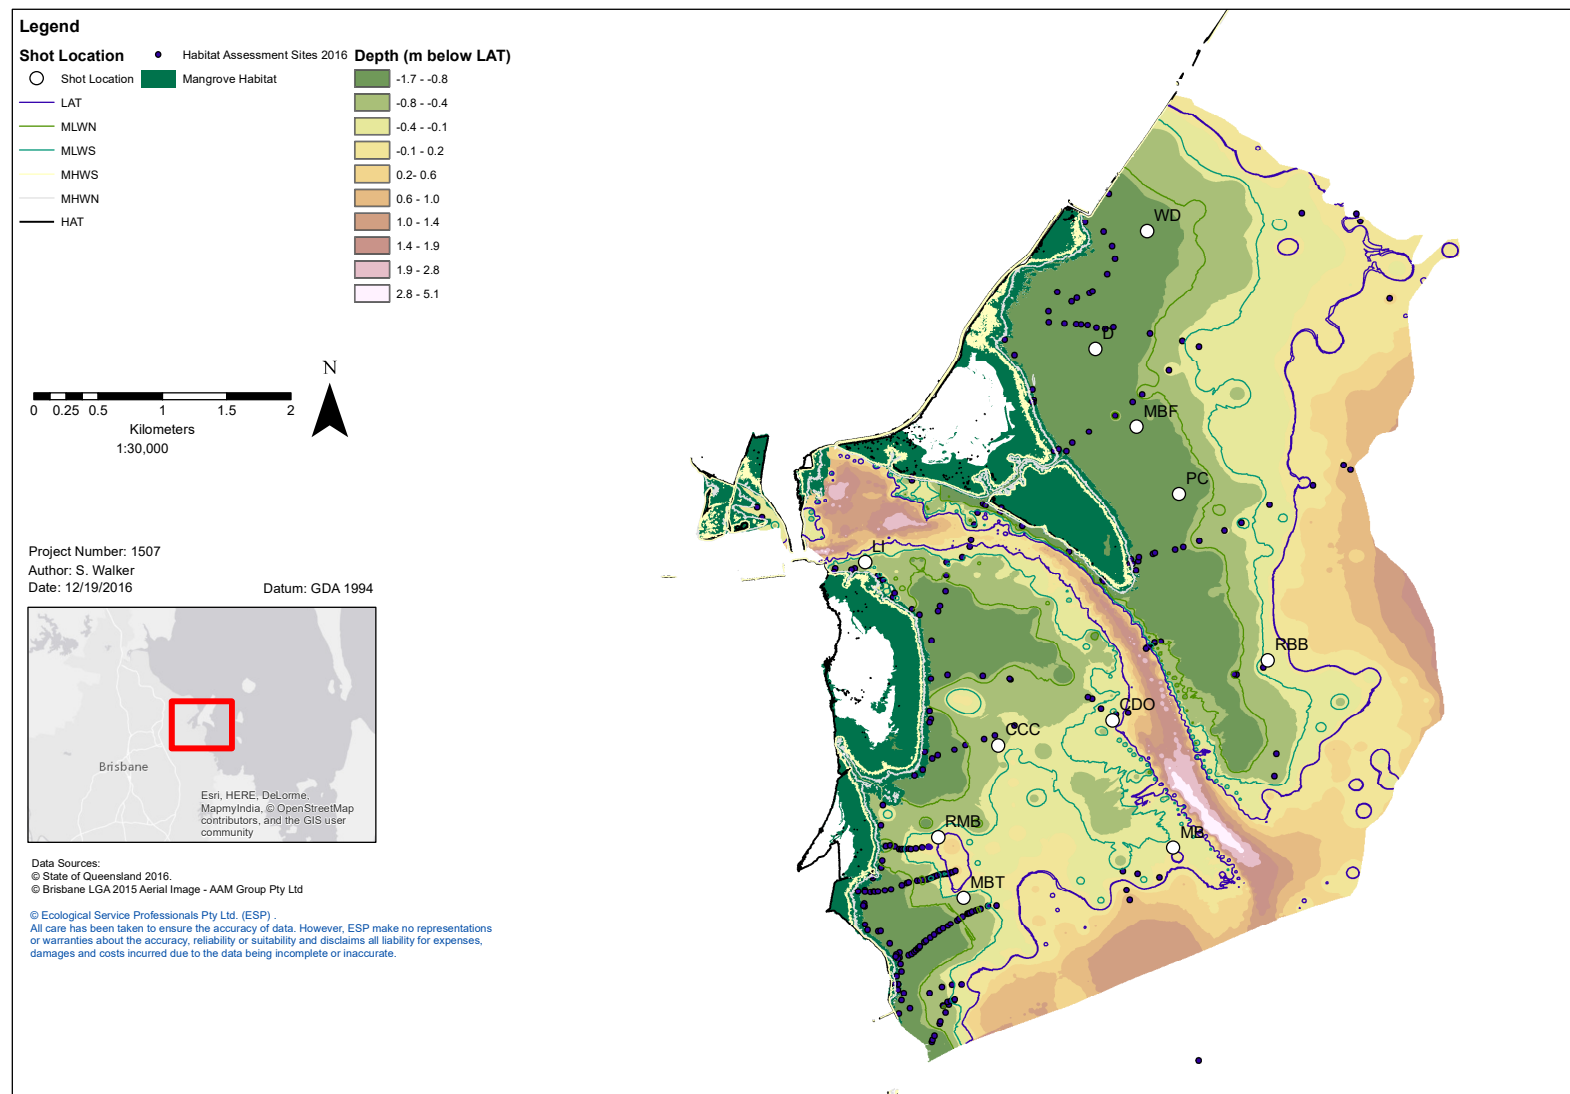 Legend
Shot Location
Shot Location
LAT
MLWN
MLWS
MHWS
MHWN
HAT
Habitat Assessment Sites 2016
Mangrove Habitat
Depth (m below LAT)
-1.7 - -0.8
-0.8 - -0.4
-0.4 - -0.1
-0.1 - 0.2
0.2- 0.6
0.6 - 1.0
1.0 - 1.4
1.4 - 1.9
1.9 - 2.8
2.8 - 5.1
N
0 0.25 0.5 1 1.5 2
Kilometers
1:30,000
Project Number: 1507
Author: S. Walker
Date: 12/19/2016 Datum: GDA 1994
Brisbane
Esri, HERE, DeLorme,
MapmyIndia, © OpenStreetMap
contributors, and the GIS user
community
Data Sources:
© State of Queensland 2016.
© Brisbane LGA 2015 Aerial Image - AAM Group Pty Ltd
© Ecological Service Professionals Pty Ltd. (ESP) .
All care has been taken to ensure the accuracy of data. However, ESP make no representations
or warranties about the accuracy, reliability or suitability and disclaims all liability for expenses,
damages and costs incurred due to the data being incomplete or inaccurate.
WD
D
MBF
PC
LI
RBB
CDO
CCC
RMB
MB
MBT